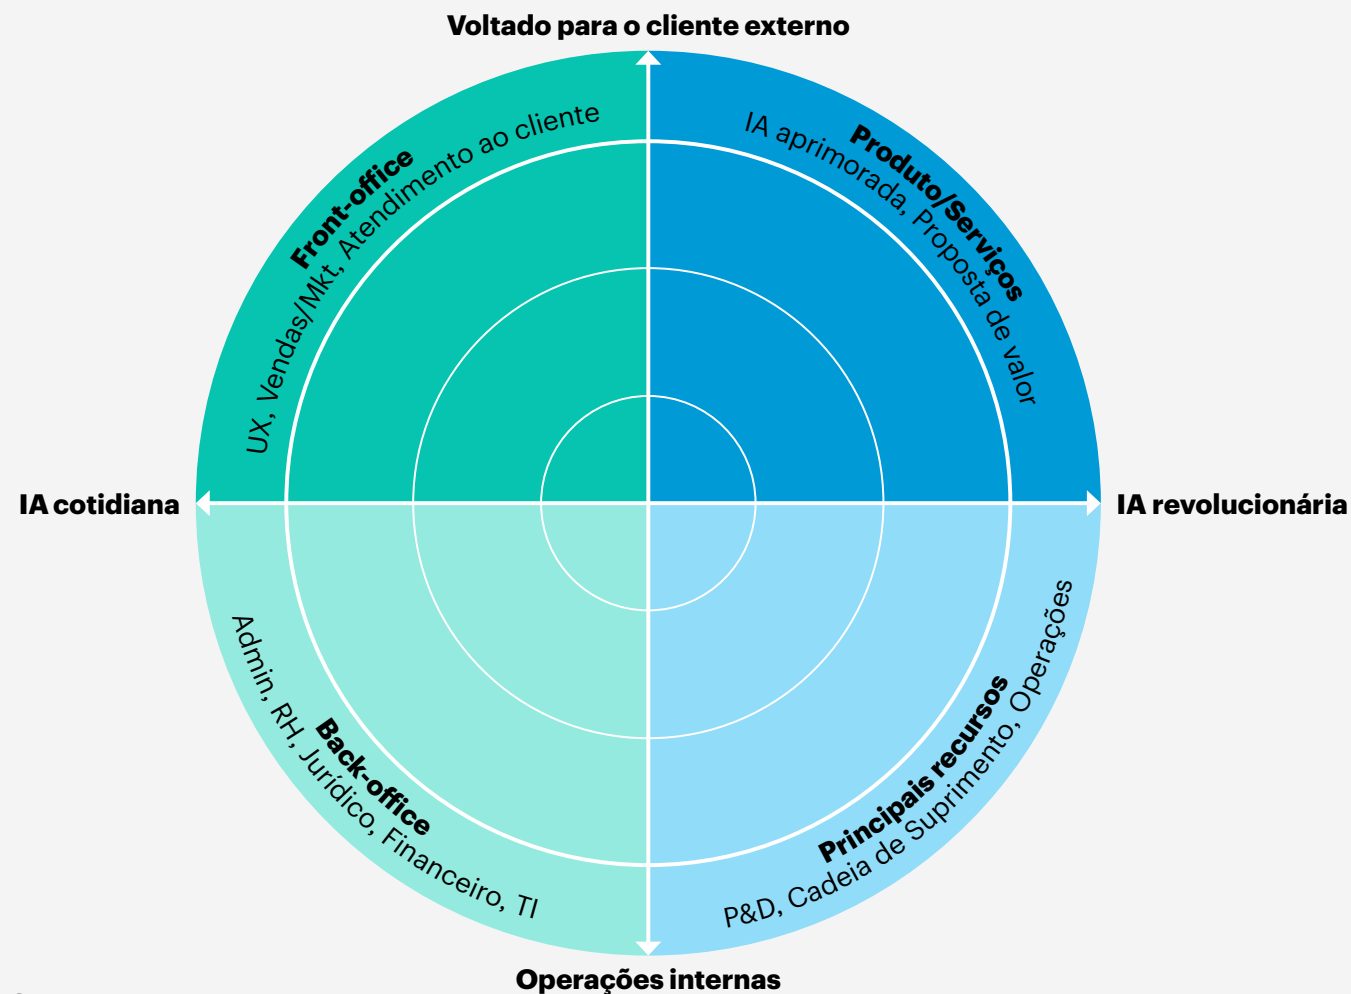 Voltado para o cliente externo
Front-office
UX, Vendas/Mkt, Atendimento ao cliente
Produto/Serviços
IA aprimorada, Proposta de valor
IA cotidiana
IA revolucionária
Back-office
Admin, RH, Jurídico, Financeiro, TI
Principais recursos
P&D, Cadeia de Suprimento, Operações
Operações internas